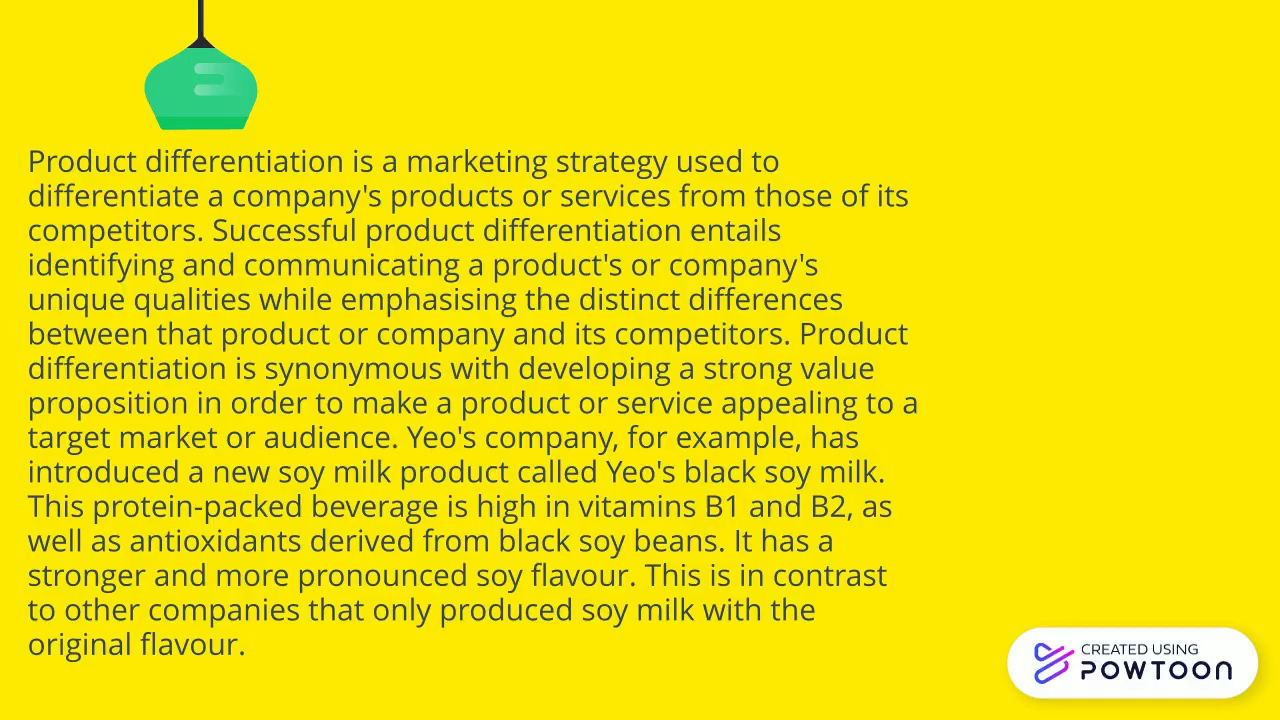 Product differentiation is a marketing strategy used to
differentiate a company's products or services from those of its
competitors. Successful product differentiation entails
identifying and communicating a product's or company's
unique qualities while emphasising the distinct differences
between that product or company and its competitors. Product
differentiation is synonymous with developing a strong value
proposition in order to make a product or service appealing to a
target market or audience. Yeo's company, for example, has
introduced a new soy milk product called Yeo's black soy milk.
This protein-packed beverage is high in vitamins B1 and B2, as
well as antioxidants derived from black soy beans. It has a
stronger and more pronounced soy flavour. This is in contrast
to other companies that only produced soy milk with the
original flavour.
CREATED USING
POWTOON